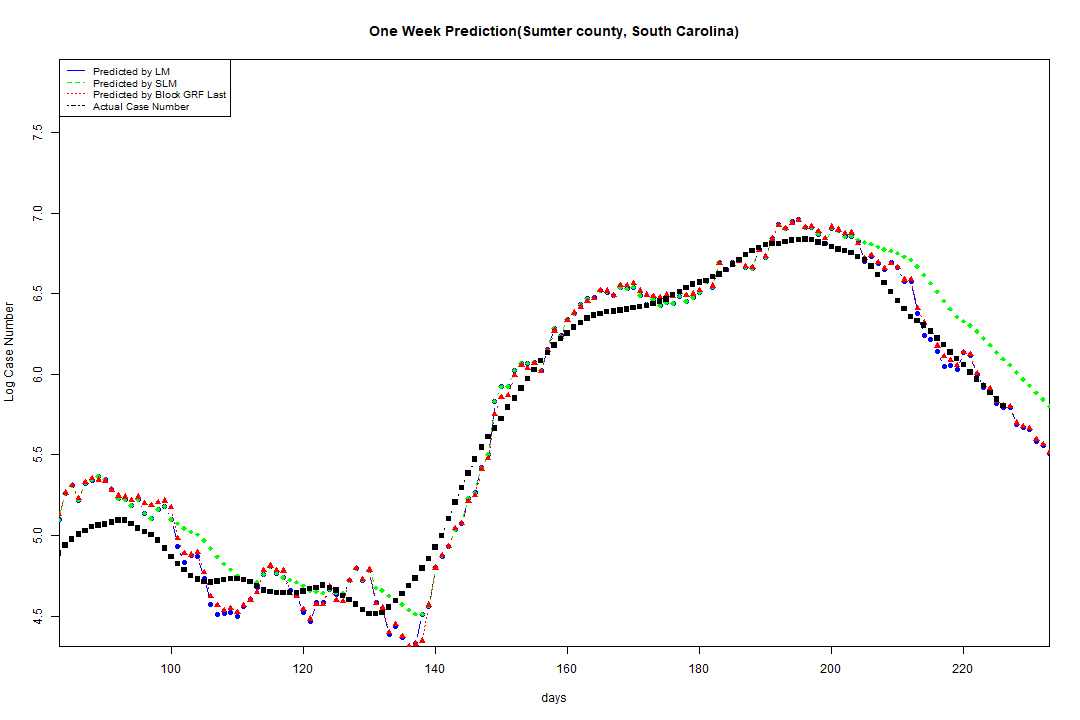 One Week Prediction(Sumter county, South Carolina)
Predicted by LM
Predicted by SLM
Predicted by Block GRF Last
Actual Case Number
7.5
7.0
6.5
6.0
5.5
5.0
4.5
Log Case Number
100 120 140 160 180 200 220
days